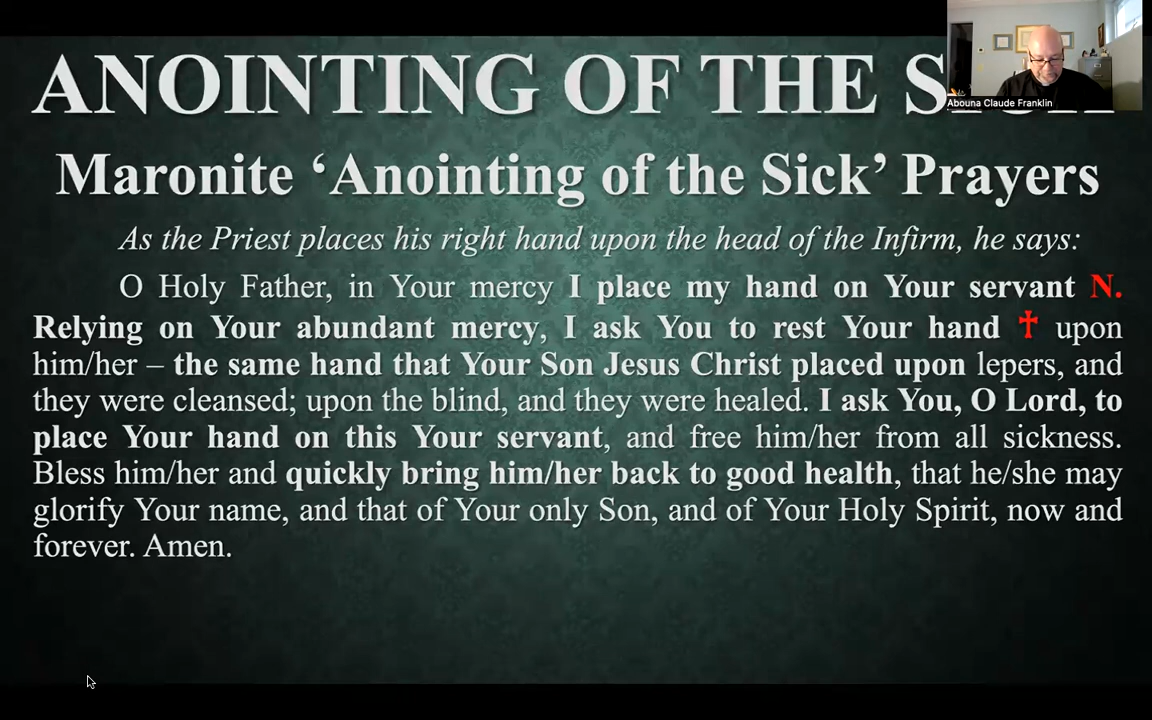 ANOINTING OF THE
Maronite ‘Anointing of the Sick’ Prayers
Abouna Claude Franklin
As the Priest places his right hand upon the head of the Infirm, he says:
O Holy Father, in Your mercy I place my hand on Your servant N.
Relying on Your abundant mercy, I ask You to rest Your hand ✝ upon
him/her – the same hand that Your Son Jesus Christ placed upon lepers, and
they were cleansed; upon the blind, and they were healed. I ask You, O Lord, to
place Your hand on this Your servant, and free him/her from all sickness.
Bless him/her and quickly bring him/her back to good health, that he/she may
glorify Your name, and that of Your only Son, and of Your Holy Spirit, now and
forever. Amen.